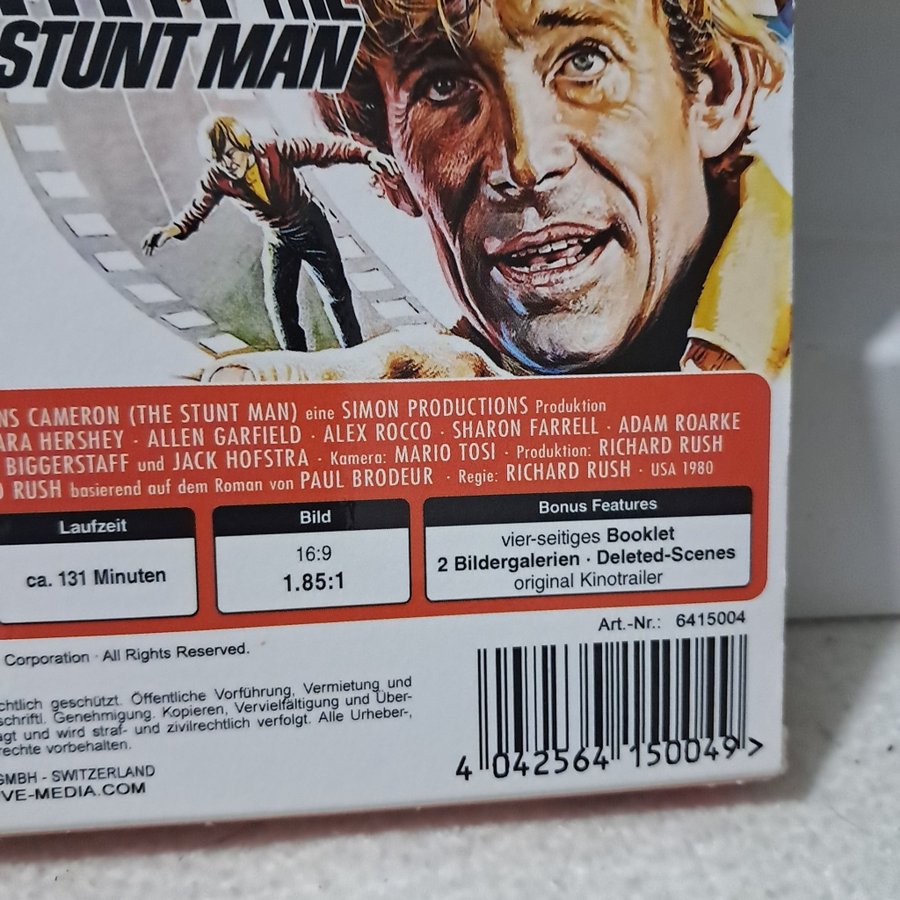 THE
STUNT MAN
NS CAMERON (THE STUNT MAN) eine SIMON PRODUCTIONS Produktion
ARA HERSHEY · ALLEN GARFIELD · ALEX ROCCO · SHARON FARRELL · ADAM ROARKE
BIGGERSTAFF und JACK HOFSTRA · Kamera: MARIO TOSI · Produktion: RICHARD RUSH
RUSH basierend auf dem Roman von PAUL BRODEUR · Regie: RICHARD RUSH · USA 1980
Laufzeit
ca. 131 Minuten
Bild
16:9
1.85:1
Bonus Features
vier-seitiges Booklet
2 Bildergalerien · Deleted-Scenes
original Kinotrailer
Art.-Nr.: 6415004
Corporation · All Rights Reserved.
chtlich geschützt. Öffentliche Vorführung, Vermietung und
schriftl. Genehmigung. Kopieren, Vervielfältigung und Über-
agt und wird straf- und zivilrechtlich verfolgt. Alle Urheber-,
rechte vorbehalten.
GMBH - SWITZERLAND
VE-MEDIA.COM
4 042564 150049 >